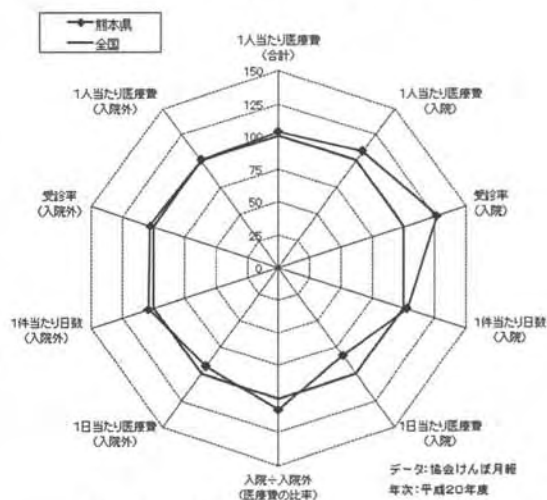 熊本県
全国
1人当たり医療費
(合計)
1人当たり医療費
(入院)
受診率
(入院)
1件当たり日数
(入院)
1日当たり医療費
(入院)
入院÷入院外
(医療費の比率)
1日当たり医療費
(入院外)
1件当たり日数
(入院外)
受診率
(入院外)
1人当たり医療費
(入院外)
150
125
100
75
50
25
0
データ:協会けんぽ月報
年次:平成20年度